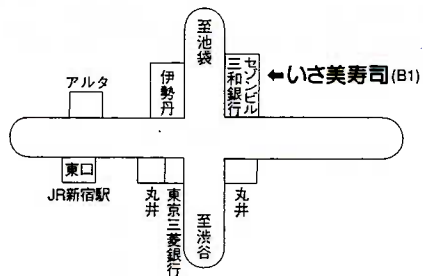 至池袋
アルタ
伊勢丹
三和銀行
セゾンビル
←いさ美寿司(B1)
東口
JR新宿駅
丸井
東京三菱銀行
至渋谷
丸井